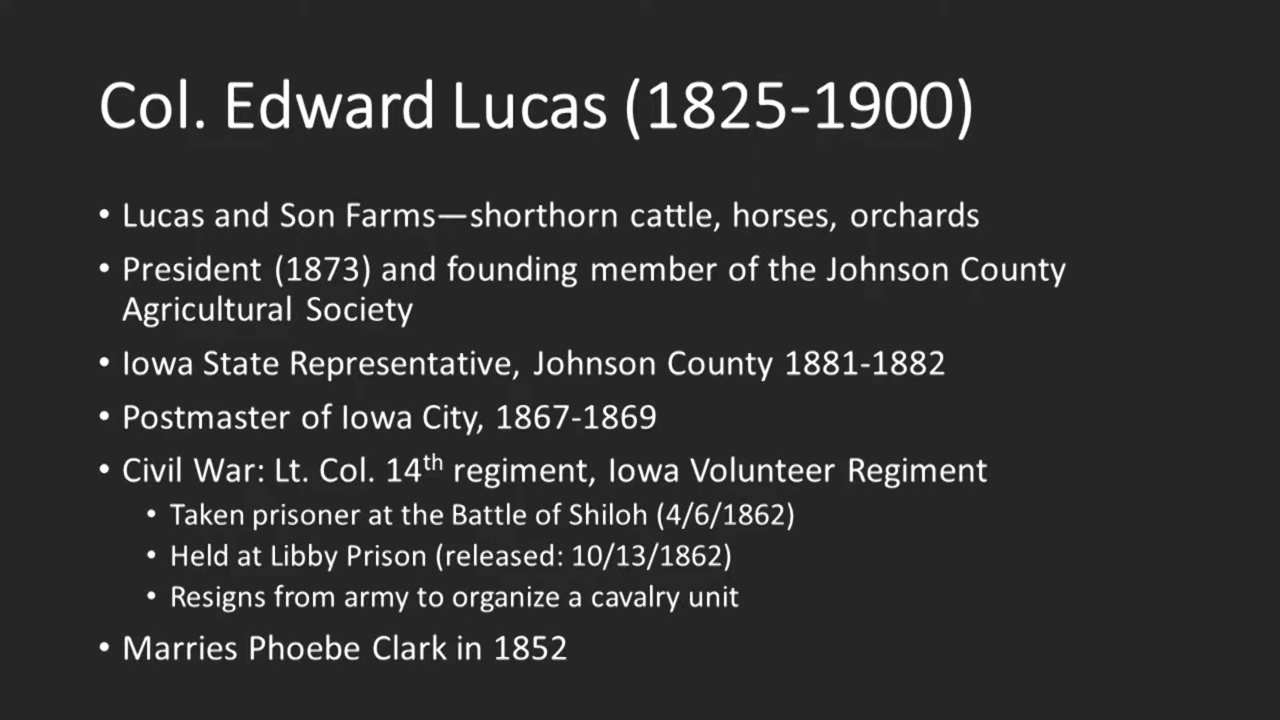 Col. Edward Lucas (1825-1900)
• Lucas and Son Farms—shorthorn cattle, horses, orchards
• President (1873) and founding member of the Johnson County
Agricultural Society
• Iowa State Representative, Johnson County 1881-1882
• Postmaster of Iowa City, 1867-1869
• Civil War: Lt. Col. 14th regiment, Iowa Volunteer Regiment
• Taken prisoner at the Battle of Shiloh (4/6/1862)
• Held at Libby Prison (released: 10/13/1862)
• Resigns from army to organize a cavalry unit
• Marries Phoebe Clark in 1852